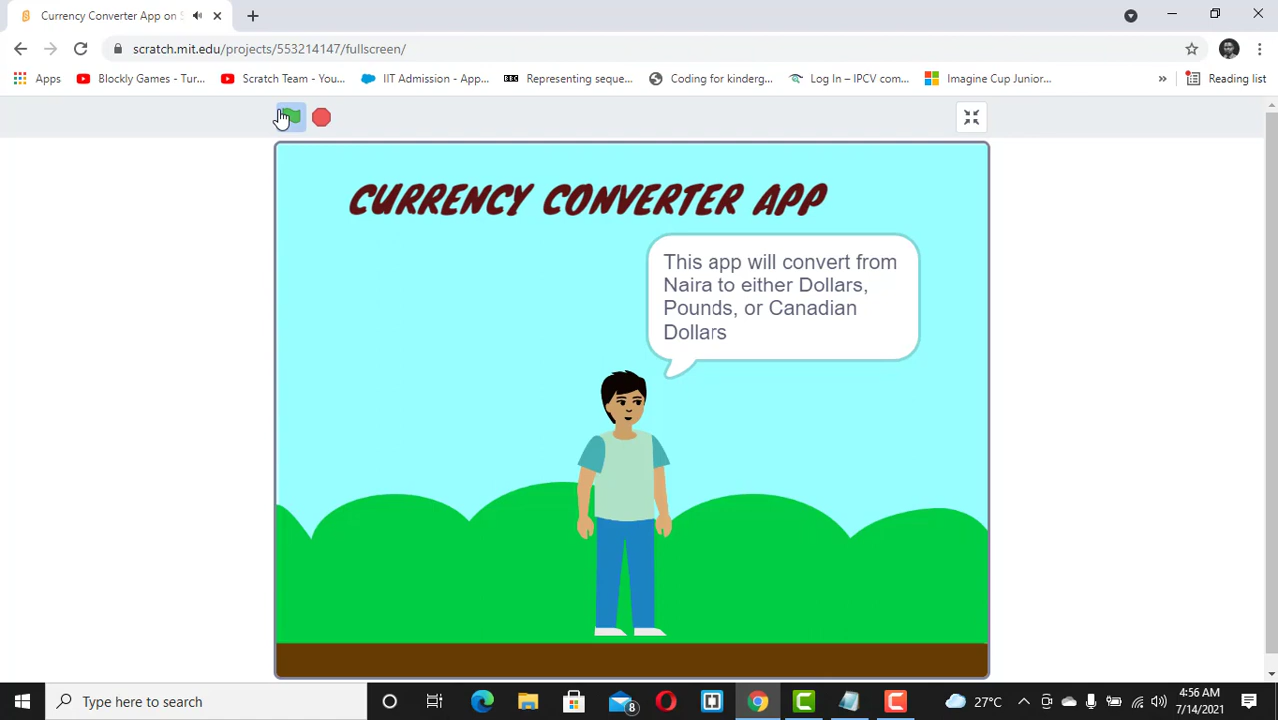 Currency Converter App on S
scratch.mit.edu/projects/553214147/fullscreen/
Apps Blockly Games - Tur... Scratch Team - You... IIT Admission - App... Representing seque... Coding for kinderg... Log In – IPCV com... Imagine Cup Junior... » Reading list
CURRENCY CONVERTER APP
This app will convert from
Naira to either Dollars,
Pounds, or Canadian
Dollars
Type here to search
8
27°C
4:56 AM
7/14/2021